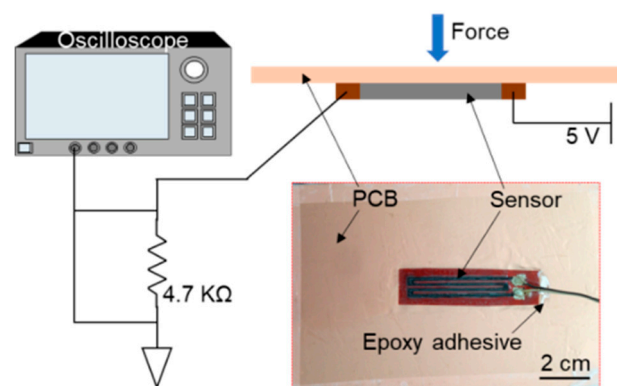 Oscilloscope
Force
5 V
PCB
Sensor
4.7 KΩ
Epoxy adhesive
2 cm